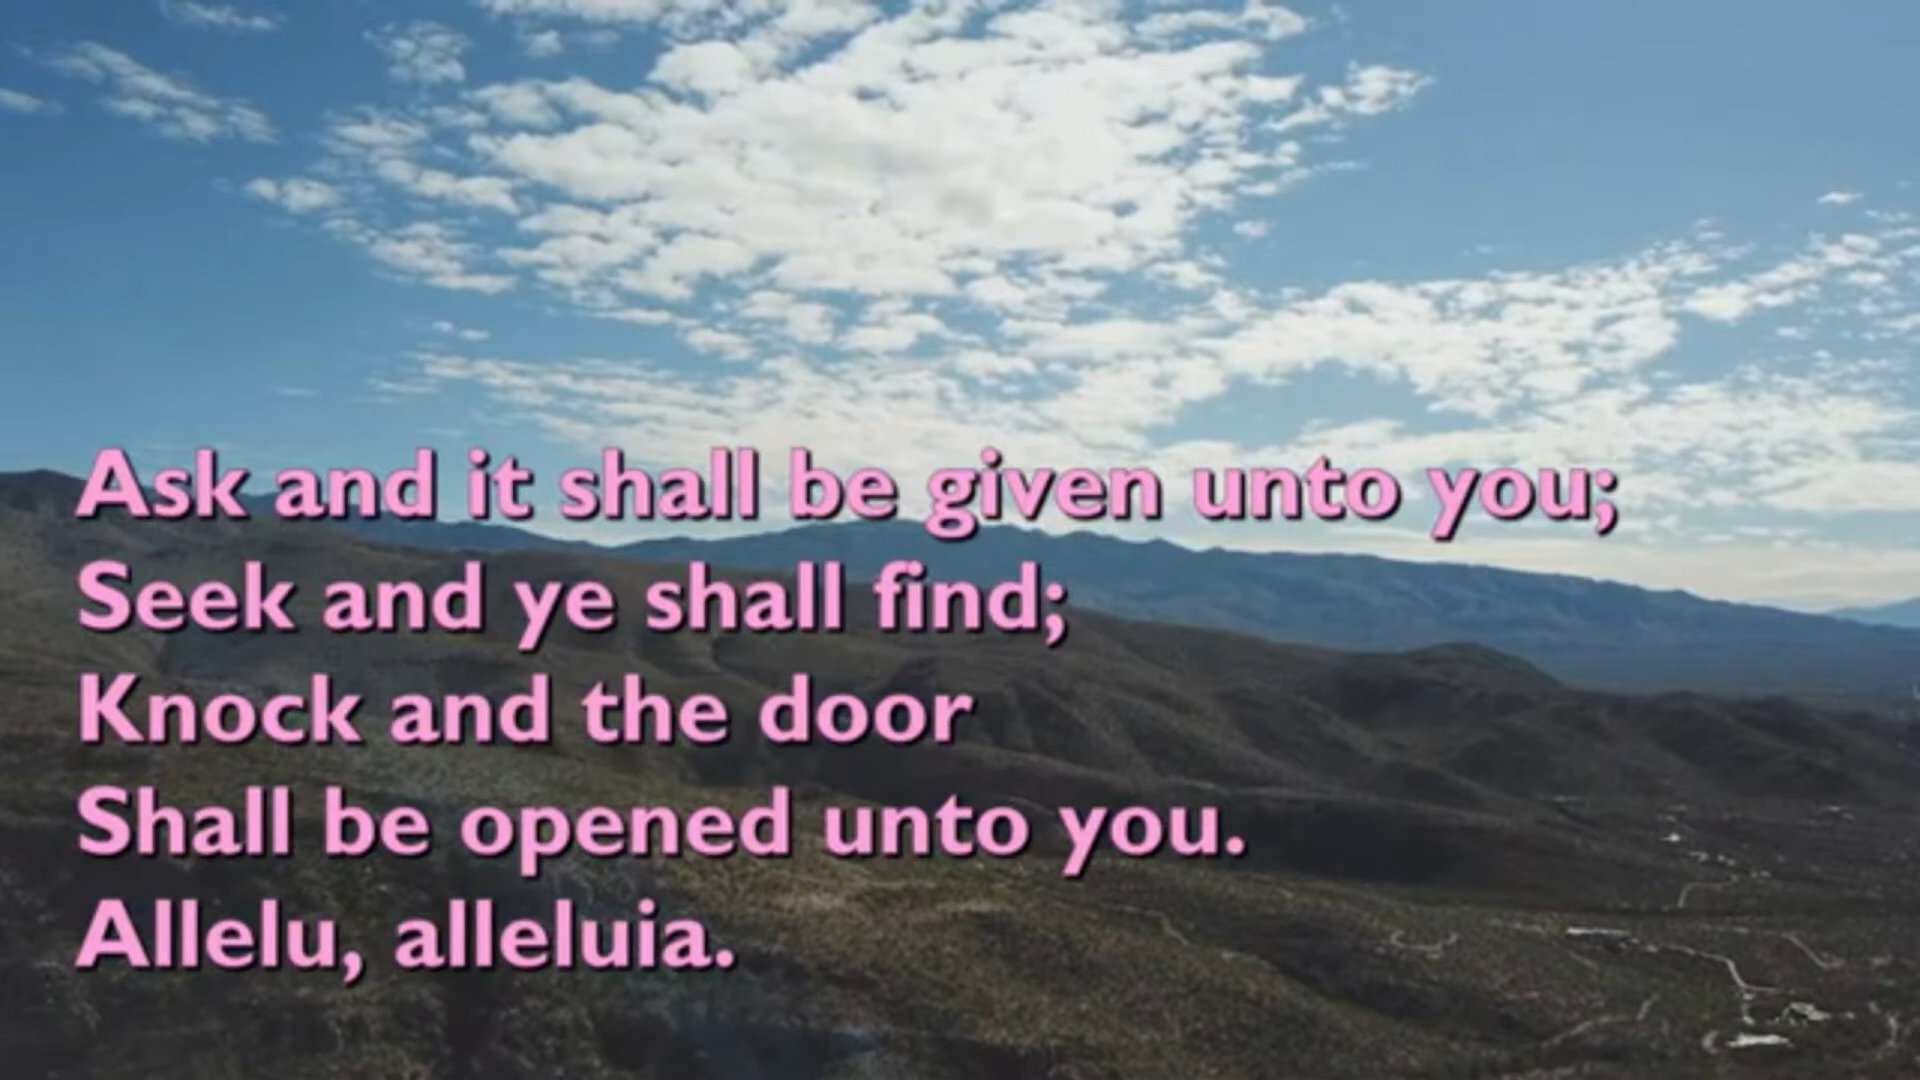 Ask and it shall be given unto you;
Seek and ye shall find;
Knock and the door
Shall be opened unto you.
Allelu, alleluia.